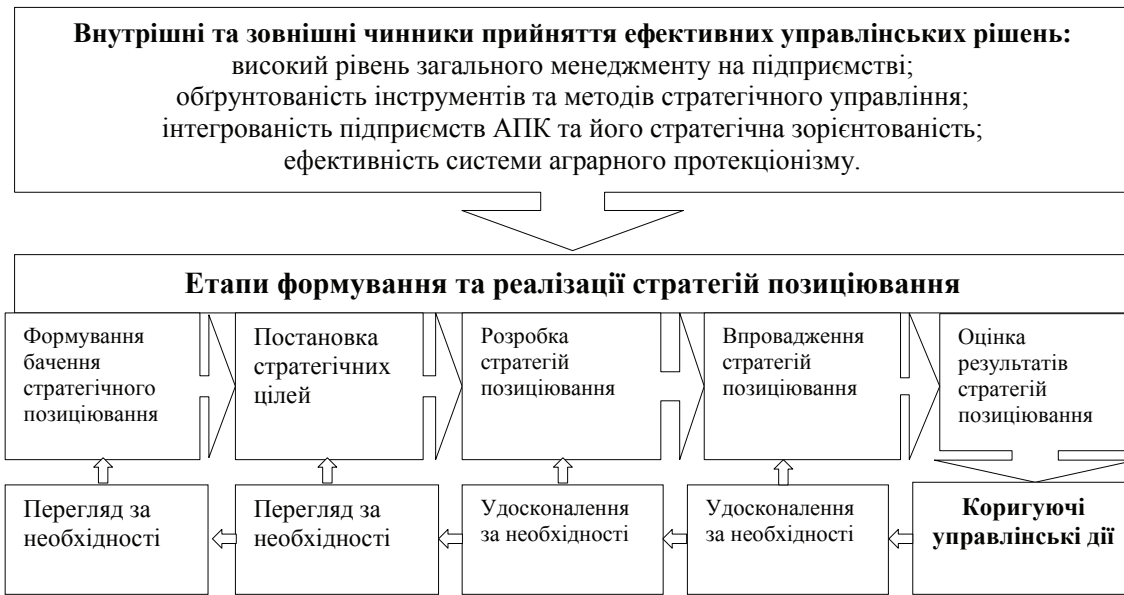 Внутрішні та зовнішні чинники прийняття ефективних управлінських рішень:
високий рівень загального менеджменту на підприємстві;
обґрунтованість інструментів та методів стратегічного управління;
інтегрованість підприємств АПК та його стратегічна зорієнтованість;
ефективність системи аграрного протекціонізму.
Етапи формування та реалізації стратегій позиціювання
Формування
бачення
стратегічного
позиціювання
Постановка
стратегічних
цілей
Розробка
стратегій
позиціювання
Впровадження
стратегій
позиціювання
Оцінка
результатів
стратегій
позиціювання
Перегляд за
необхідності
Перегляд за
необхідності
Удосконалення
за необхідності
Удосконалення
за необхідності
Коригуючі
управлінські дії